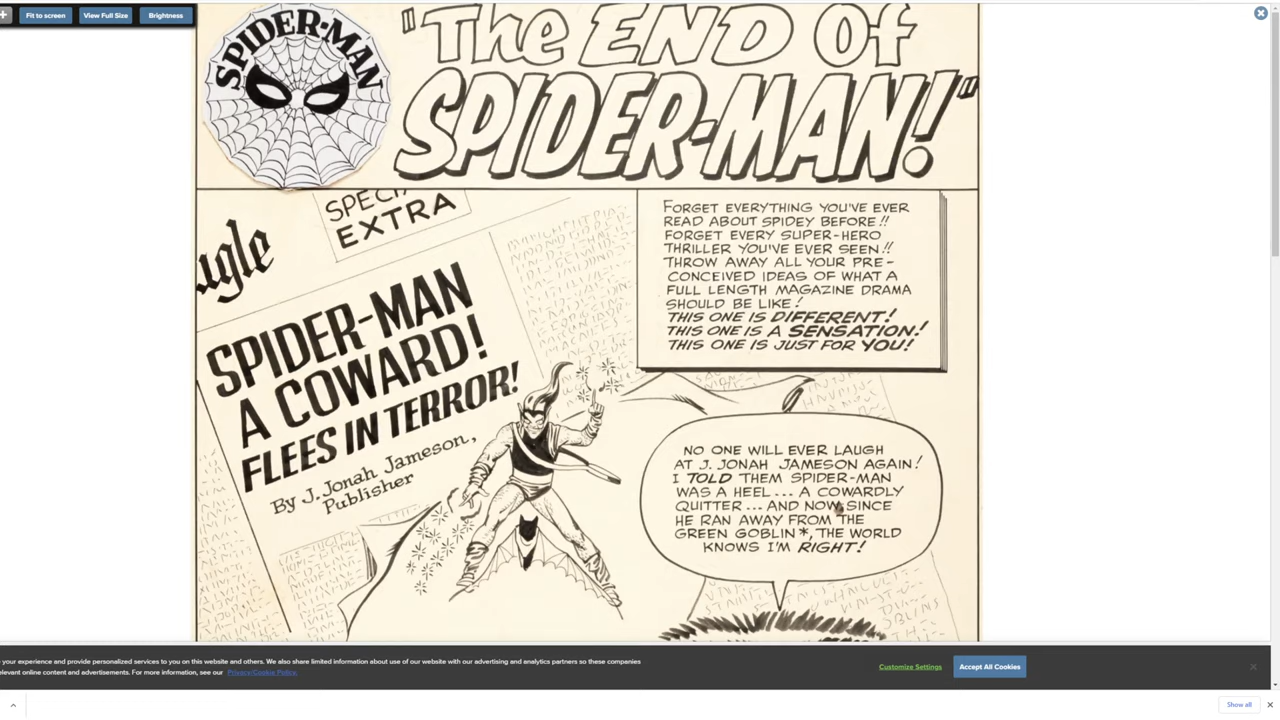 Fit to screen
View Full Size
Brightness
SPIDER-MAN
"The END Of
SPIDER-MAN!"
EXTRA
SPIDER-MAN
A COWARD!
FLEES IN TERROR!
By J. Jonah Jameson,
Publisher
FORGET EVERYTHING YOU'VE EVER
READ ABOUT SPIDEY BEFORE!!
FORGET EVERY SUPER-HERO
THRILLER YOU'VE EVER SEEN!!
THROW AWAY ALL YOUR PRE-
CONCEIVED IDEAS OF WHAT A
FULL LENGTH MAGAZINE DRAMA
SHOULD BE LIKE!
THIS ONE IS DIFFERENT!
THIS ONE IS A SENSATION!
THIS ONE IS JUST FOR YOU!
NO ONE WILL EVER LAUGH
AT J. JONAH JAMESON AGAIN!
I TOLD THEM SPIDER-MAN
WAS A HEEL... A COWARDLY
QUITTER... AND NOW SINCE
HE RAN AWAY FROM THE
GREEN GOBLIN*, THE WORLD
KNOWS I'M RIGHT!
your experience and provide personalized services to you on this website and others. We also share limited information about use of our website with our advertising and analytics partners so these companies
elevant online content and advertisements. For more information, see our Privacy/Cookie Policy.
Customize Settings
Accept All Cookies
Show all